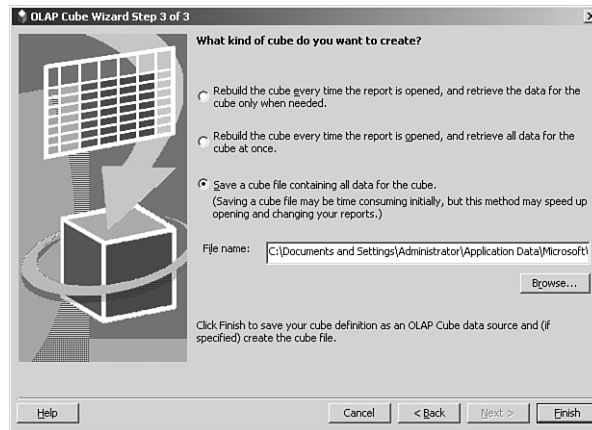 OLAP Cube Wizard Step 3 of 3
What kind of cube do you want to create?
Rebuild the cube every time the report is opened, and retrieve the data for the
cube only when needed.
Rebuild the cube every time the report is opened, and retrieve all data for the
cube at once.
Save a cube file containing all data for the cube.
(Saving a cube file may be time consuming initially, but this method may speed up
opening and changing your reports.)
File name: C:\Documents and Settings\Administrator\Application Data\Microsoft\
Browse...
Click Finish to save your cube definition as an OLAP Cube data source and (if
specified) create the cube file.
Help Cancel < Back Next > Finish